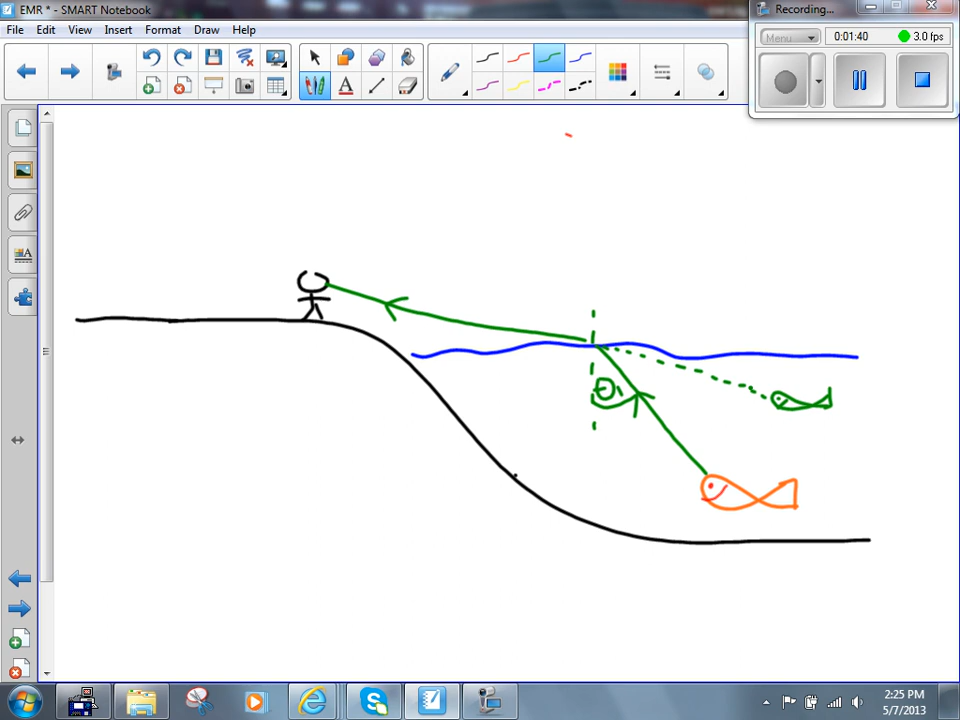 EMR * - SMART Notebook
Recording...
File Edit View Insert Format Draw Help
Menu 0:01:40 3.0 fps
A
θ₁
2:25 PM
5/7/2013